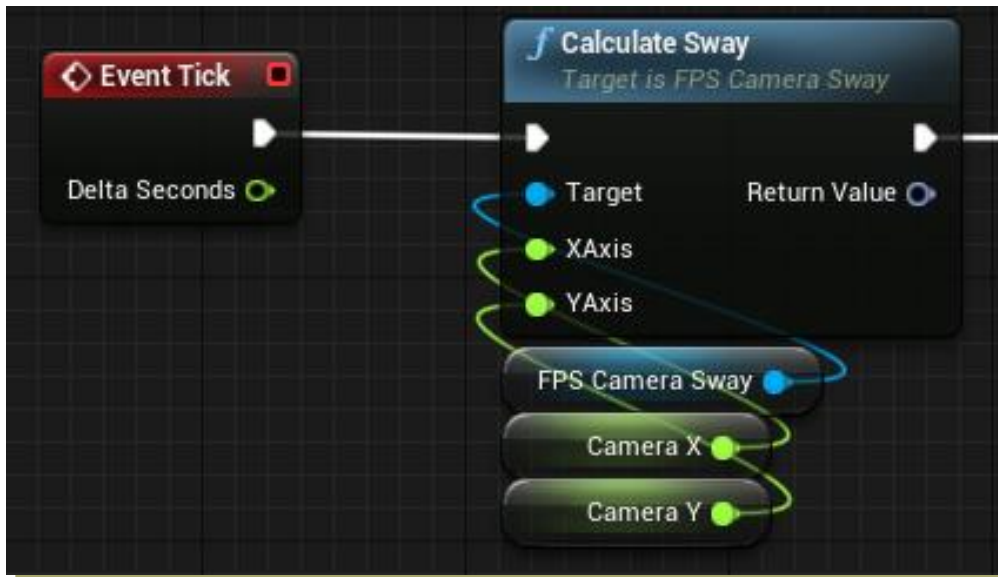 Event Tick
Delta Seconds
Calculate Sway
Target is FPS Camera Sway
Target
Return Value
XAxis
YAxis
FPS Camera Sway
Camera X
Camera Y